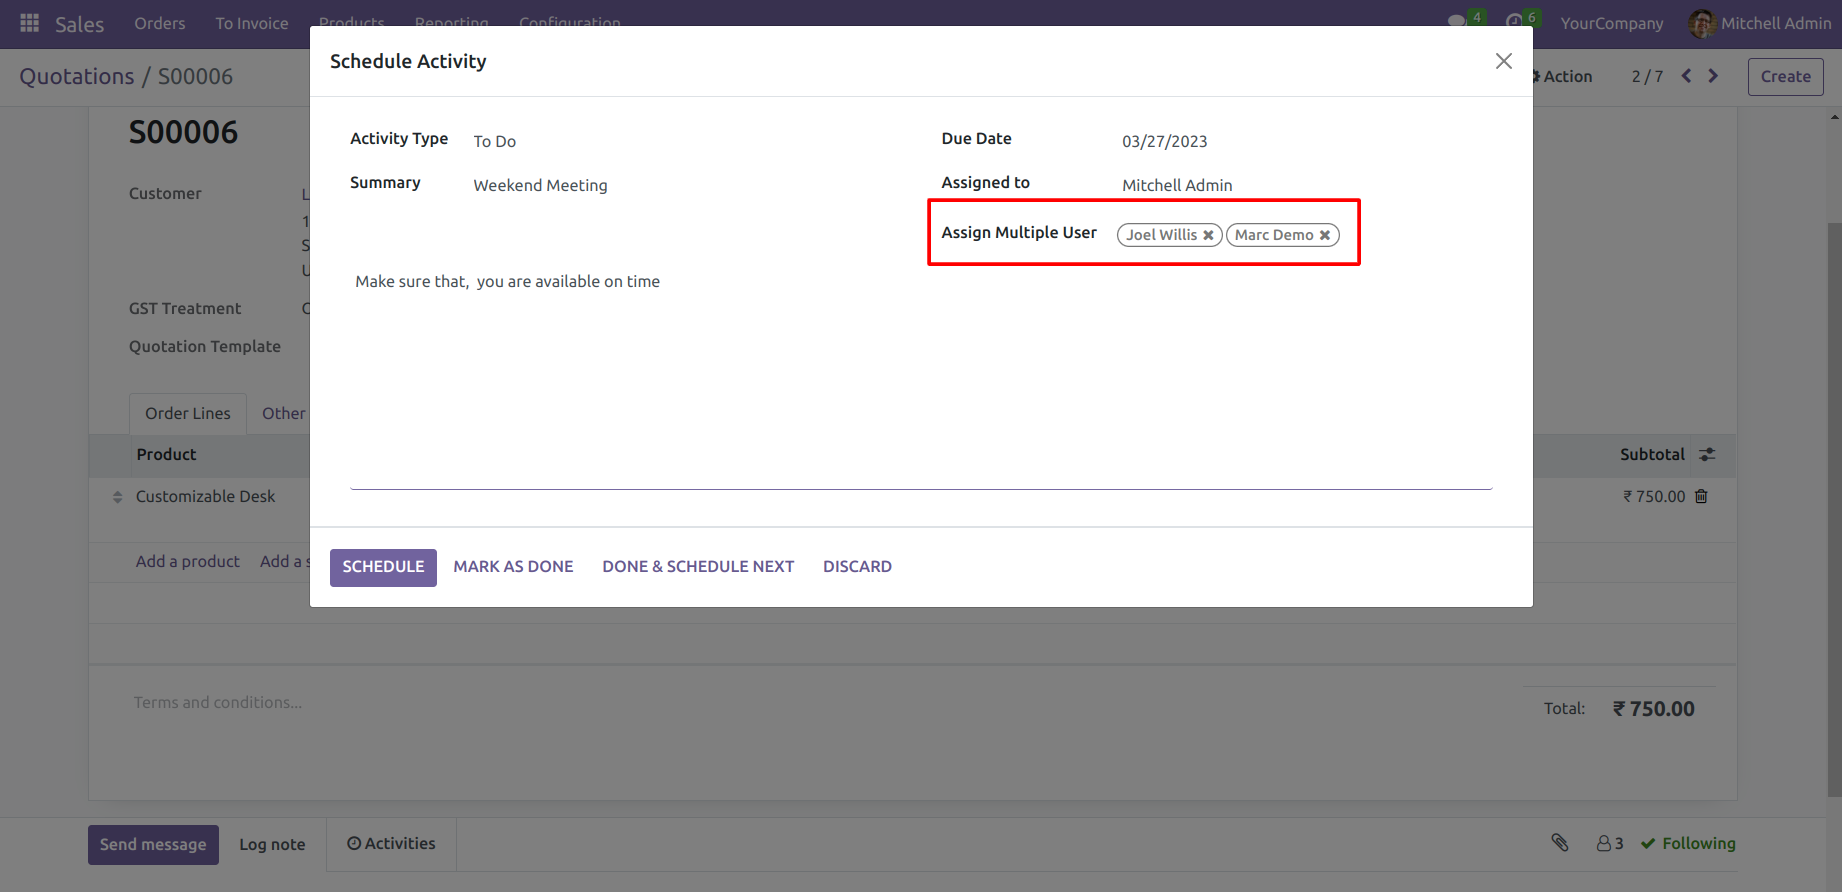 Sales Orders To Invoice Products Reporting Configuration 4 6 YourCompany Mitchell Admin
Quotations / S00006 Action 2 / 7 Create
Schedule Activity
S00006
Activity Type To Do Due Date 03/27/2023
Summary Weekend Meeting Assigned to Mitchell Admin
Customer L
1
Assign Multiple User Joel Willis ✖ Marc Demo ✖
S
U
Make sure that, you are available on time
GST Treatment
Quotation Template
Order Lines Other
Product Subtotal
Customizable Desk ₹ 750.00
Add a product Add a s
SCHEDULE MARK AS DONE DONE & SCHEDULE NEXT DISCARD
Terms and conditions...
Total: ₹ 750.00
Send message Log note Activities 3 Following